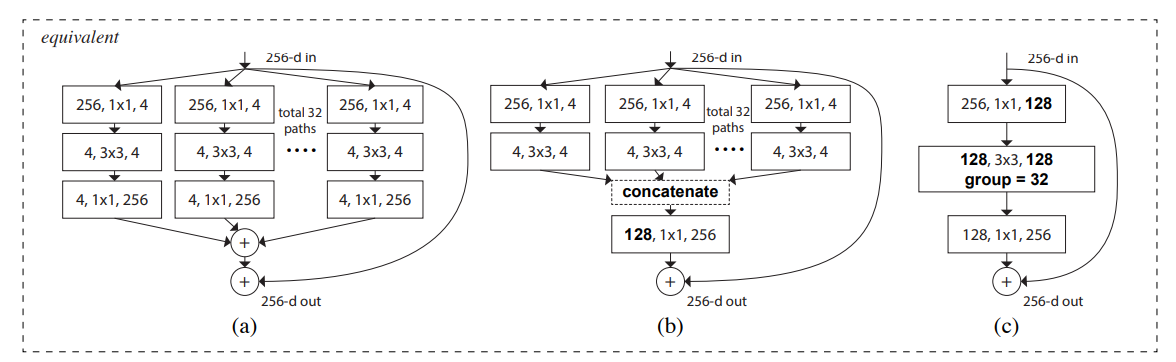 equivalent
256-d in
256, 1x1, 4
256, 1x1, 4
256, 1x1, 4
total 32
paths
....
4, 3x3, 4
4, 3x3, 4
4, 3x3, 4
4, 1x1, 256
4, 1x1, 256
4, 1x1, 256
+
+
256-d out
(a)
256-d in
256, 1x1, 4
256, 1x1, 4
256, 1x1, 4
total 32
paths
....
4, 3x3, 4
4, 3x3, 4
4, 3x3, 4
concatenate
128, 1x1, 256
+
256-d out
(b)
256-d in
256, 1x1, 128
128, 3x3, 128
group = 32
128, 1x1, 256
+
256-d out
(c)